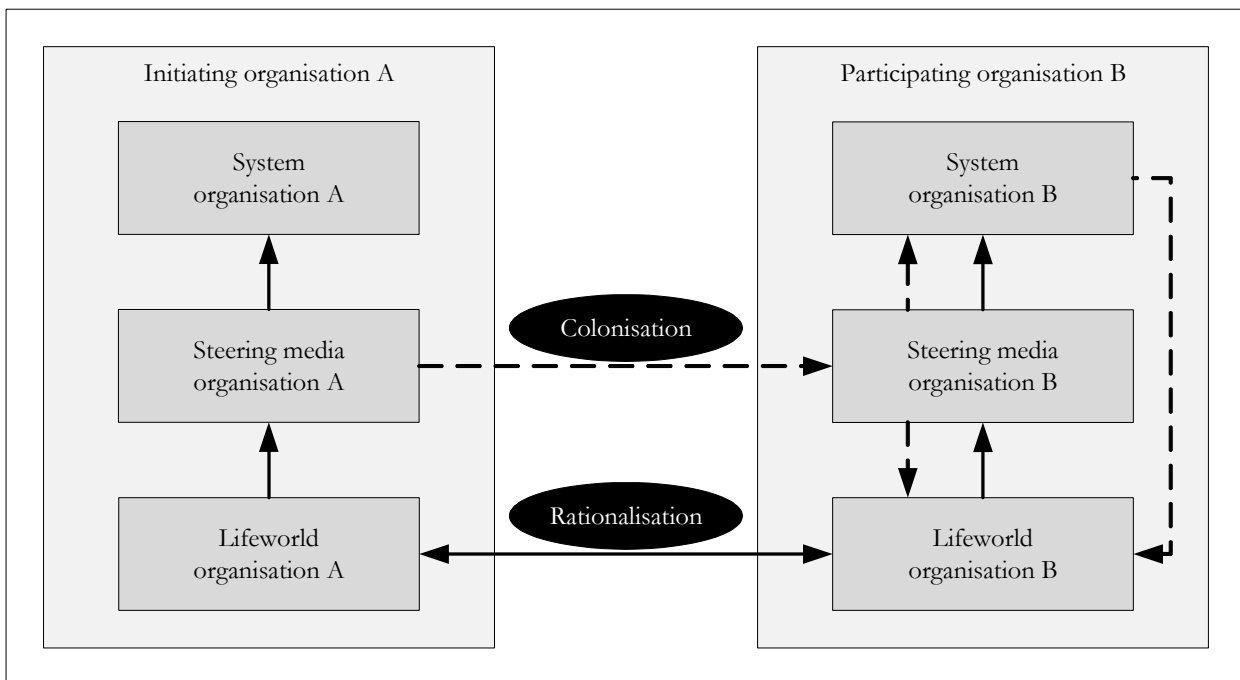 Initiating organisation A
Participating organisation B
System
organisation A
System
organisation B
Colonisation
Steering media
organisation A
Steering media
organisation B
Rationalisation
Lifeworld
organisation A
Lifeworld
organisation B